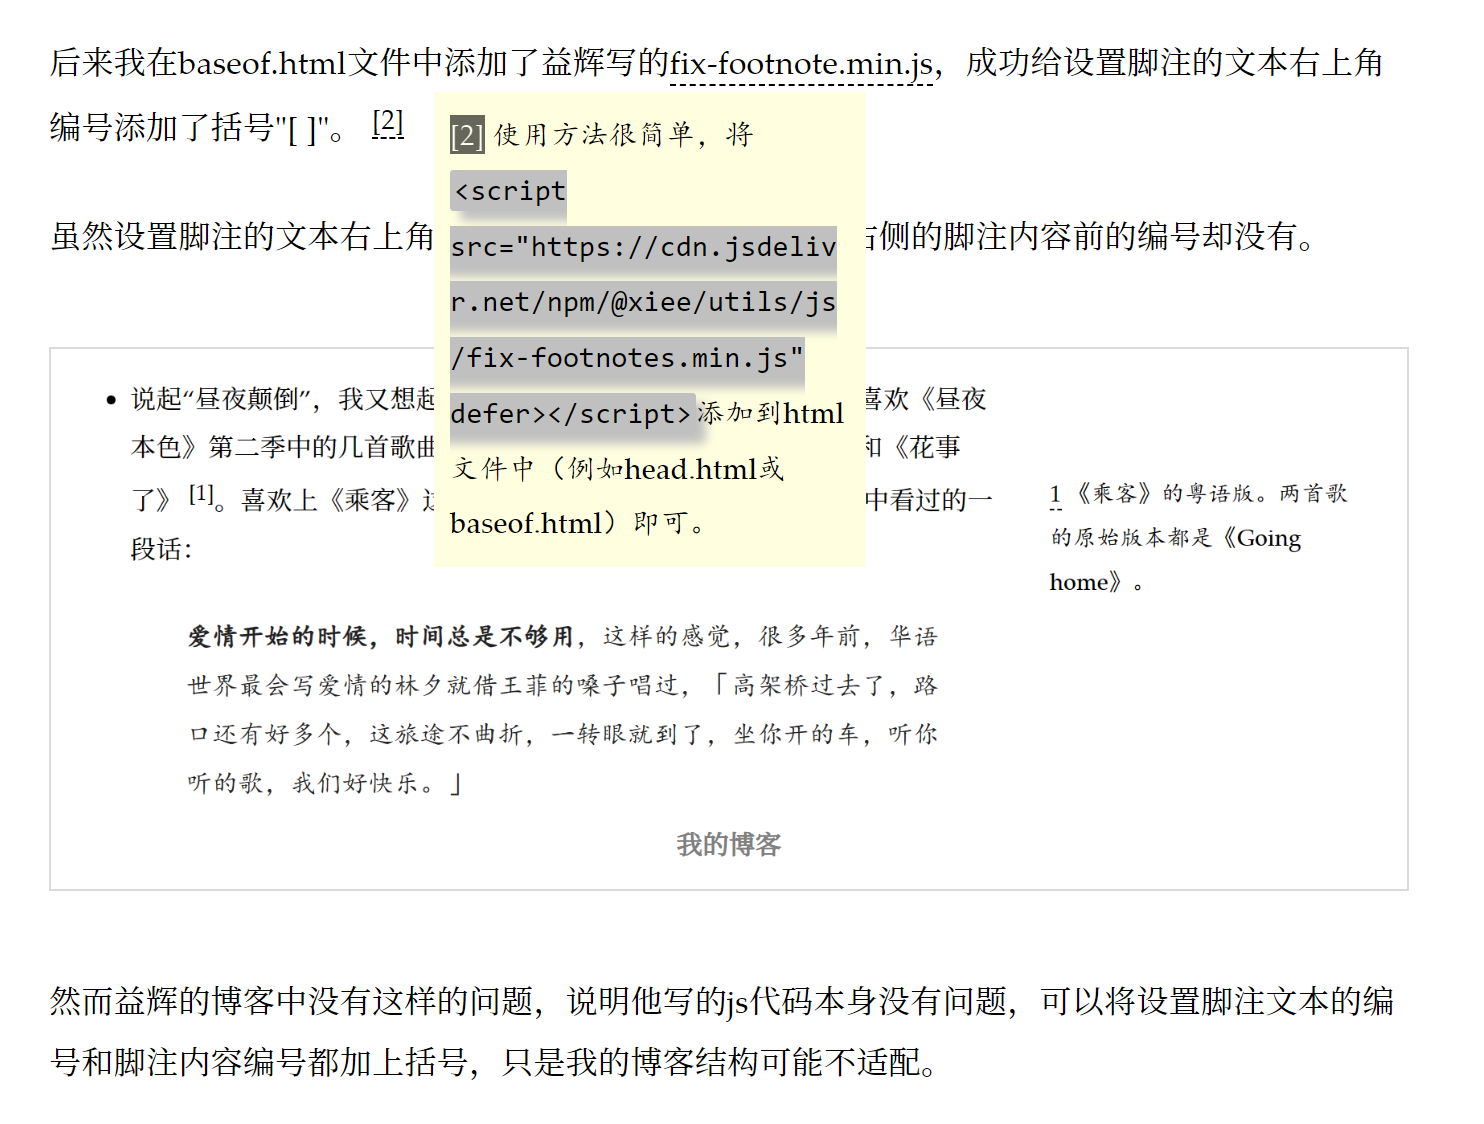 后来我在baseof.html文件中添加了益辉写的fix-footnote.min.js，成功给设置脚注的文本右上角
编号添加了括号"[ ]"。 [2]
[2] 使用方法很简单，将
<script
src="https://cdn.jsdeliv
r.net/npm/@xiee/utils/js
/fix-footnotes.min.js"
defer></script>添加到html
文件中（例如head.html或
baseof.html）即可。
虽然设置脚注的文本右上角
右侧的脚注内容前的编号却没有。
说起“昼夜颠倒”，我又想起
喜欢《昼夜
本色》第二季中的几首歌曲
和《花事
了》 [1]。喜欢上《乘客》这
中看过的一
段话：
1 《乘客》的粤语版。两首歌
的原始版本都是《Going
home》。
爱情开始的时候，时间总是不够用，这样的感觉，很多年前，华语
世界最会写爱情的林夕就借王菲的嗓子唱过，「高架桥过去了，路
口还有好多个，这旅途不曲折，一转眼就到了，坐你开的车，听你
听的歌，我们好快乐。」
我的博客
然而益辉的博客中没有这样的问题，说明他写的js代码本身没有问题，可以将设置脚注文本的编
号和脚注内容编号都加上括号，只是我的博客结构可能不适配。